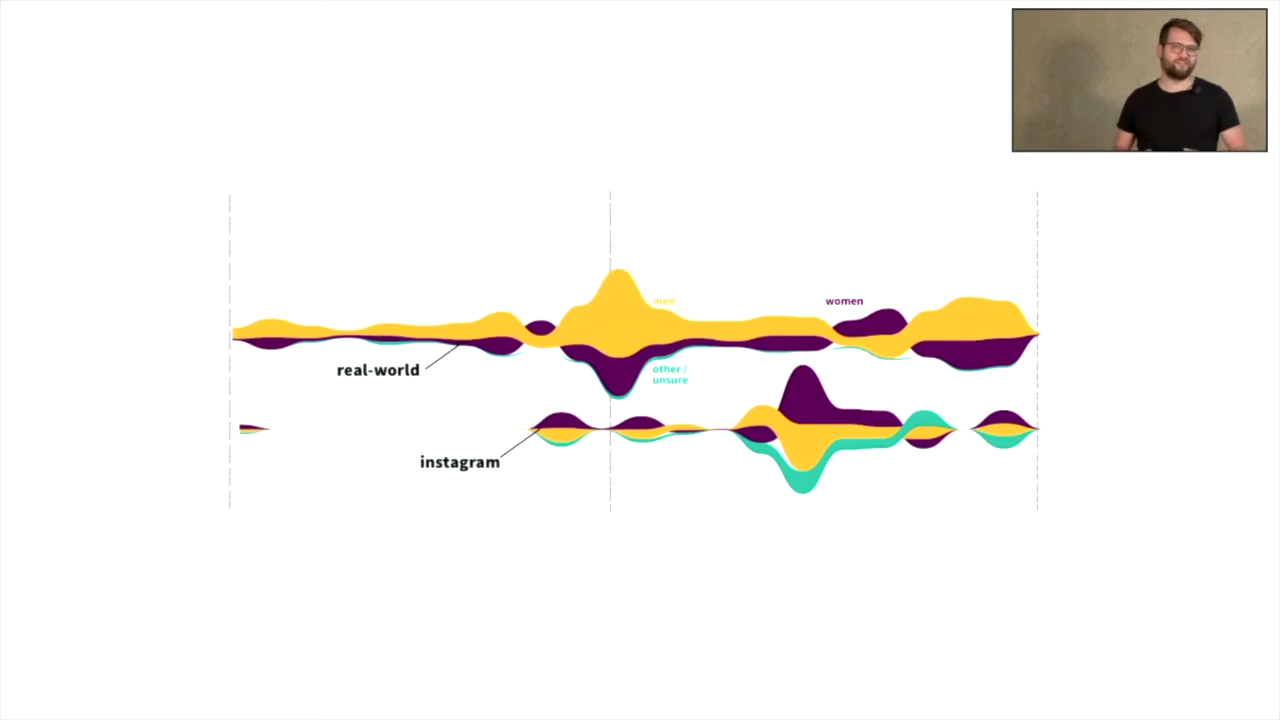 men
women
real-world
other /
unsure
instagram